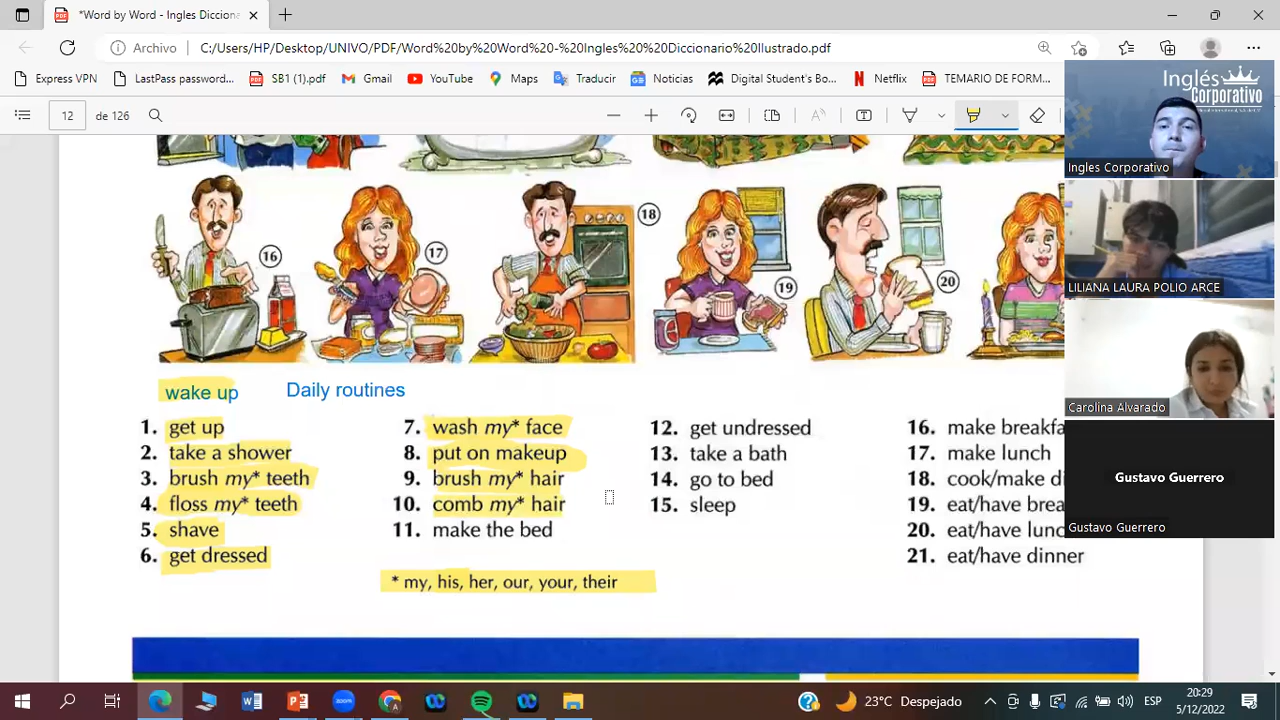 *Word by Word - Ingles Dicciona
Archivo
C:/Users/HP/Desktop/UNIVO/PDF/Word%20by%20Word%20-%20Ingles%20%20Diccionario%20Ilustrado.pdf
Express VPN
LastPass password...
SB1 (1).pdf
Gmail
YouTube
Maps
Traducir
Noticias
Digital Student's Bo...
Netflix
TEMARIO DE FORM...
12
de 126
Inglés
Corporativo
Ingles Corporativo
LILIANA LAURA POLIO ARCE
Carolina Alvarado
Gustavo Guerrero
Gustavo Guerrero
16
17
18
19
20
wake up
Daily routines
1. get up
2. take a shower
3. brush my* teeth
4. floss my* teeth
5. shave
6. get dressed
7. wash my* face
8. put on makeup
9. brush my* hair
10. comb my* hair
11. make the bed
12. get undressed
13. take a bath
14. go to bed
15. sleep
16. make breakfa
17. make lunch
18. cook/make di
19. eat/have brea
20. eat/have lunc
21. eat/have dinner
* my, his, her, our, your, their
23°C Despejado
ESP
20:29
5/12/2022